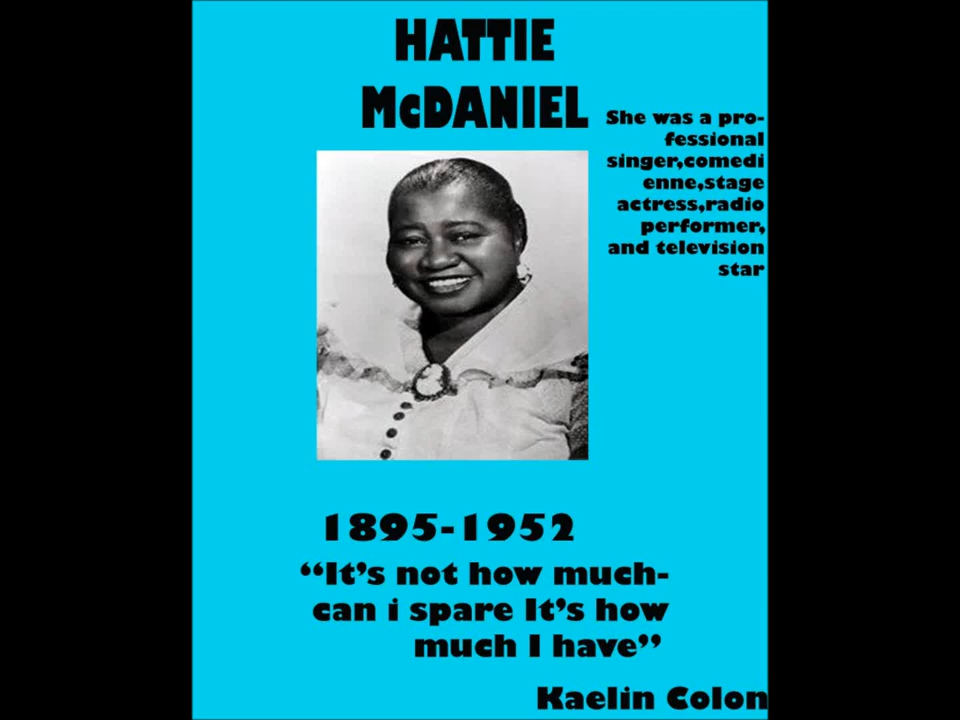 HATTIE
McDANIEL
She was a pro-
fessional
singer,comedi
enne,stage
actress,radio
performer,
and television
star
1895-1952
“It’s not how much-
can i spare It’s how
much I have”
Kaelin Colon